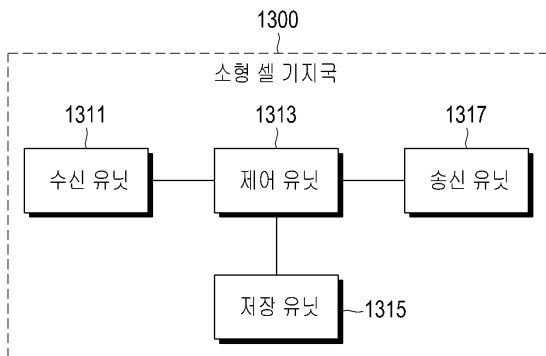 1300
소형 셀 기지국
1311 1313 1317
수신 유닛 제어 유닛 송신 유닛
저장 유닛 1315